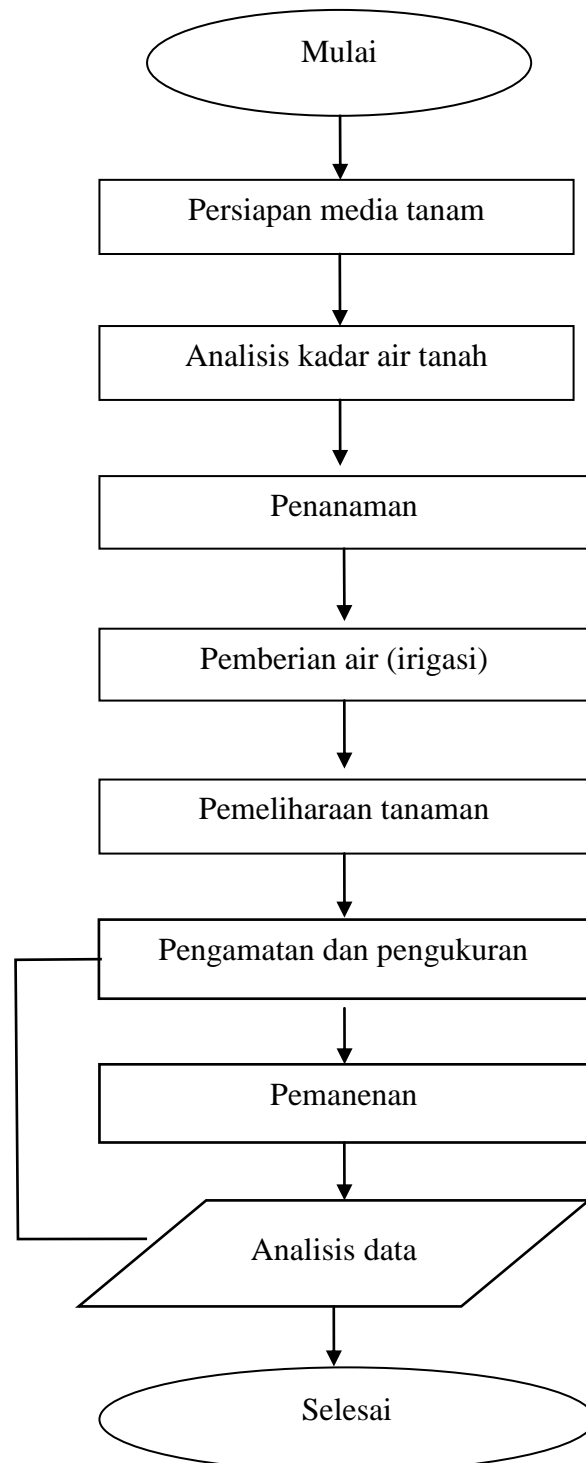 Mulai
Persiapan media tanam
Analisis kadar air tanah
Penanaman
Pemberian air (irigasi)
Pemeliharaan tanaman
Pengamatan dan pengukuran
Pemanenan
Analisis data
Selesai